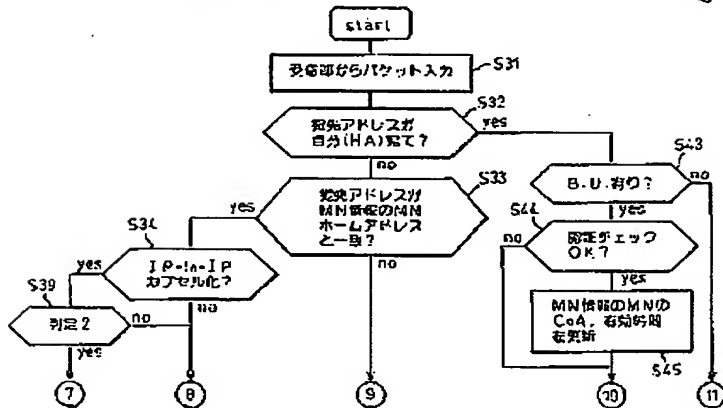 start
受信部からパケット入力
S31
宛先アドレスが
自分(HA)宛て?
S32
yes
no
宛先アドレスが
MN情報のMN
ホームアドレス
と一致?
S33
yes
no
S34
IP-in-IP
カプセル化?
yes
no
S39
判定2
no
yes
S43
B.U.有り?
no
yes
S44
認証チェック
OK?
no
yes
MN情報のMNの
CoA,有効時間
を更新
S45
7
8
9
10
11